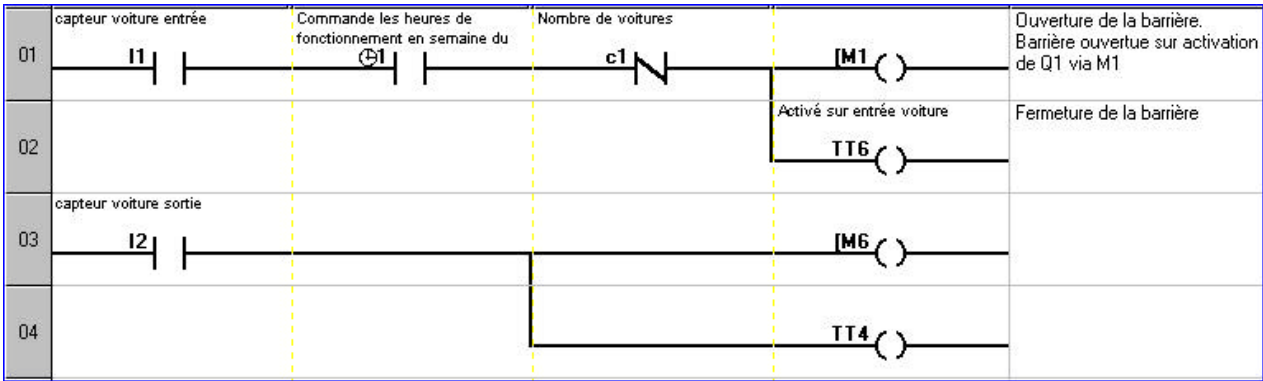 capteur voiture entrée
Commande les heures de
fonctionnement en semaine du
Nombre de voitures
Ouverture de la barrière.
Barrière ouvertue sur activation
de Q1 via M1
01
I1
1
c1
[M1
Activé sur entrée voiture
Fermeture de la barrière
02
TT6
capteur voiture sortie
03
I2
[M6
04
TT4